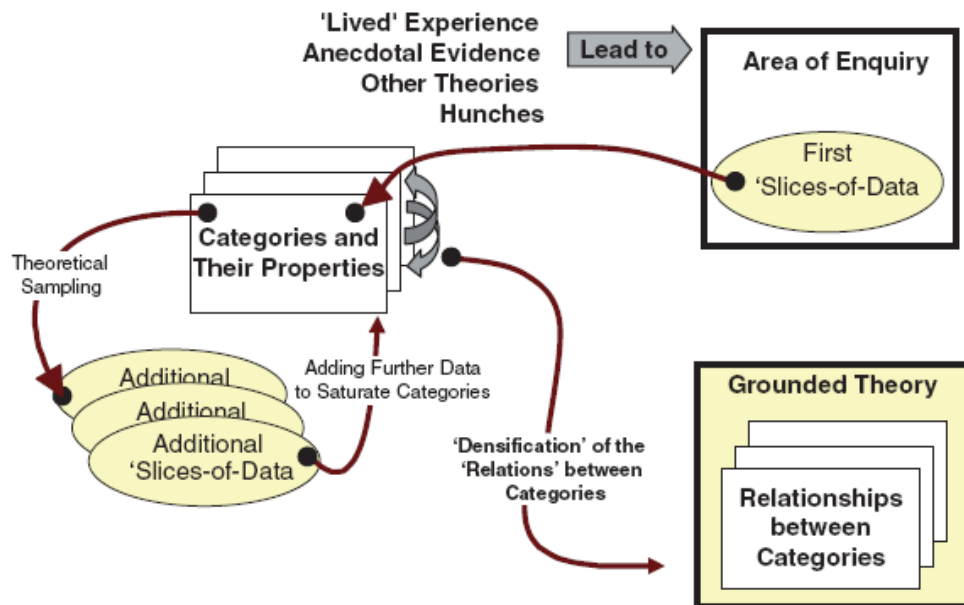 'Lived' Experience
Anecdotal Evidence
Other Theories
Hunches
Lead to
Area of Enquiry
First
‘Slices-of-Data
Categories and
Their Properties
Theoretical
Sampling
Additional
Additional
Additional
‘Slices-of-Data
Adding Further Data
to Saturate Categories
‘Densification’ of the
‘Relations’ between
Categories
Grounded Theory
Relationships
between
Categories